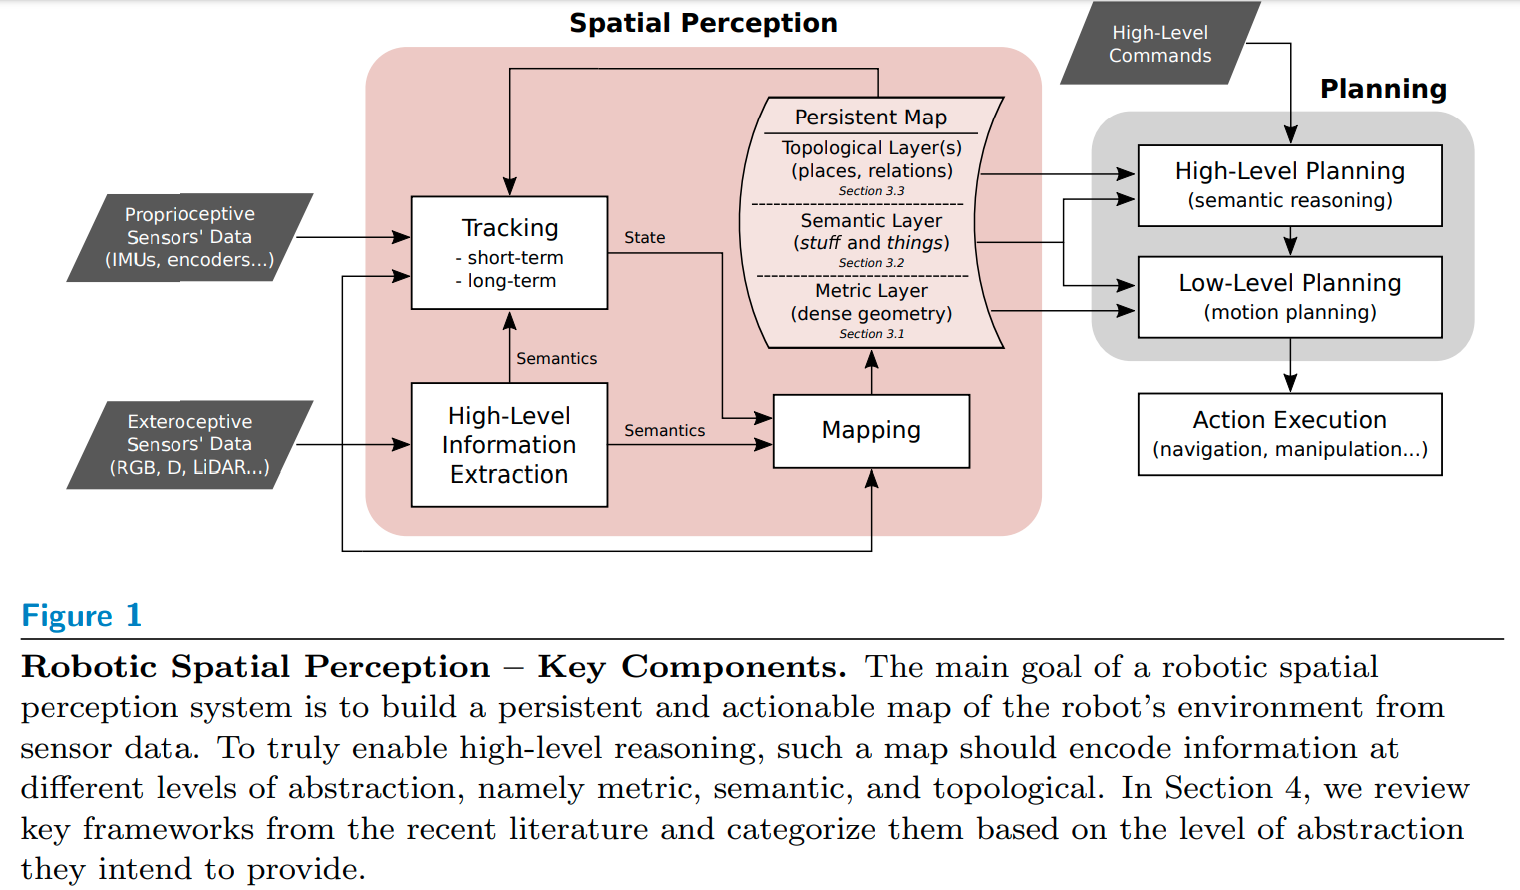 Spatial Perception
High-Level
Commands
Planning
Persistent Map
Topological Layer(s)
(places, relations)
Section 3.3
Semantic Layer
(stuff and things)
Section 3.2
Metric Layer
(dense geometry)
Section 3.1
High-Level Planning
(semantic reasoning)
Low-Level Planning
(motion planning)
Action Execution
(navigation, manipulation...)
Proprioceptive
Sensors' Data
(IMUs, encoders...)
Tracking
- short-term
- long-term
State
Semantics
Exteroceptive
Sensors' Data
(RGB, D, LiDAR...)
High-Level
Information
Extraction
Semantics
Mapping
Figure 1
Robotic Spatial Perception – Key Components. The main goal of a robotic spatial
perception system is to build a persistent and actionable map of the robot's environment from
sensor data. To truly enable high-level reasoning, such a map should encode information at
different levels of abstraction, namely metric, semantic, and topological. In Section 4, we review
key frameworks from the recent literature and categorize them based on the level of abstraction
they intend to provide.